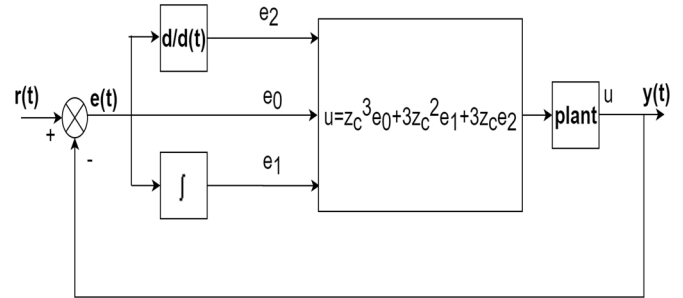 e2
d/d(t)
r(t)
e(t)
e0
u=zc³e0+3zc²e1+3zce2
plant
u
y(t)
+
-
e1
∫